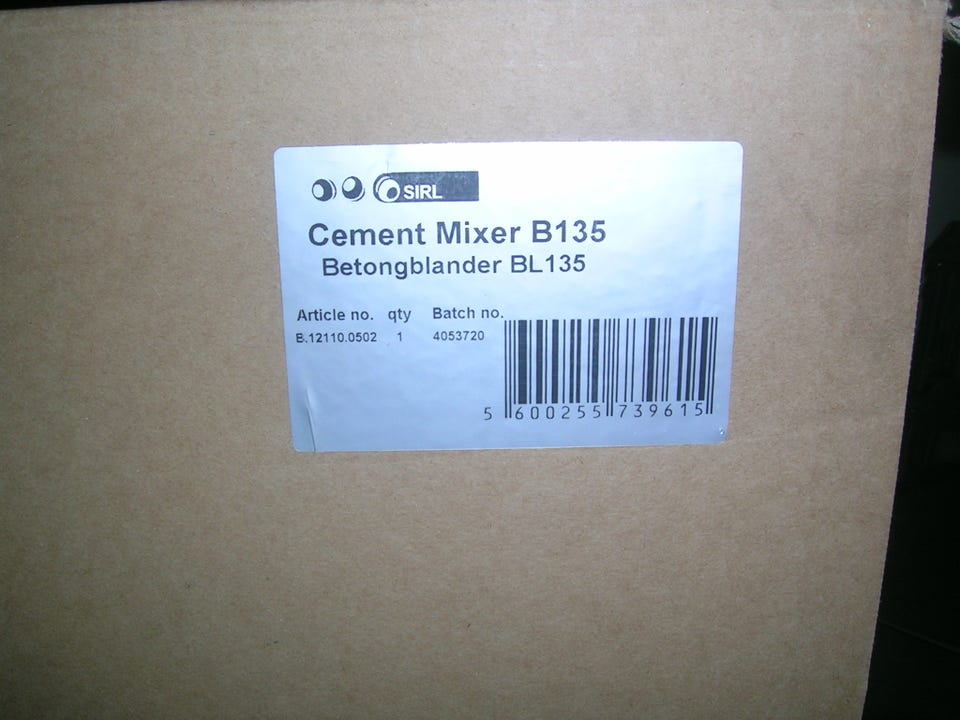 SIRL
Cement Mixer B135
Betongblander BL135
Article no. qty Batch no.
B.12110.0502 1 4053720
5 600255 739615